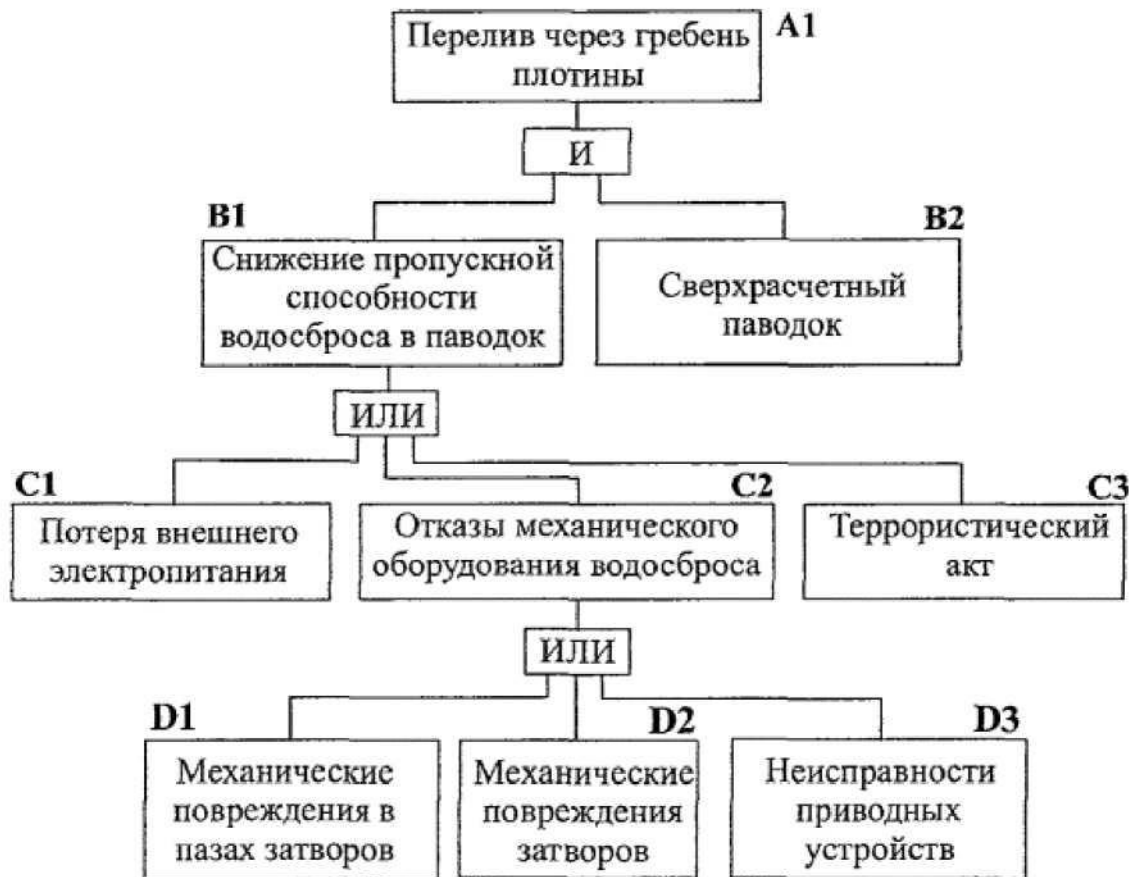 Перелив через гребень
плотины
A1
И
B1
Снижение пропускной
способности
водосброса в паводок
B2
Сверхрасчетный
паводок
ИЛИ
C1
Потеря внешнего
электропитания
C2
Отказы механического
оборудования водосброса
C3
Террористический
акт
ИЛИ
D1
Механические
повреждения в
пазах затворов
D2
Механические
повреждения
затворов
D3
Неисправности
приводных
устройств